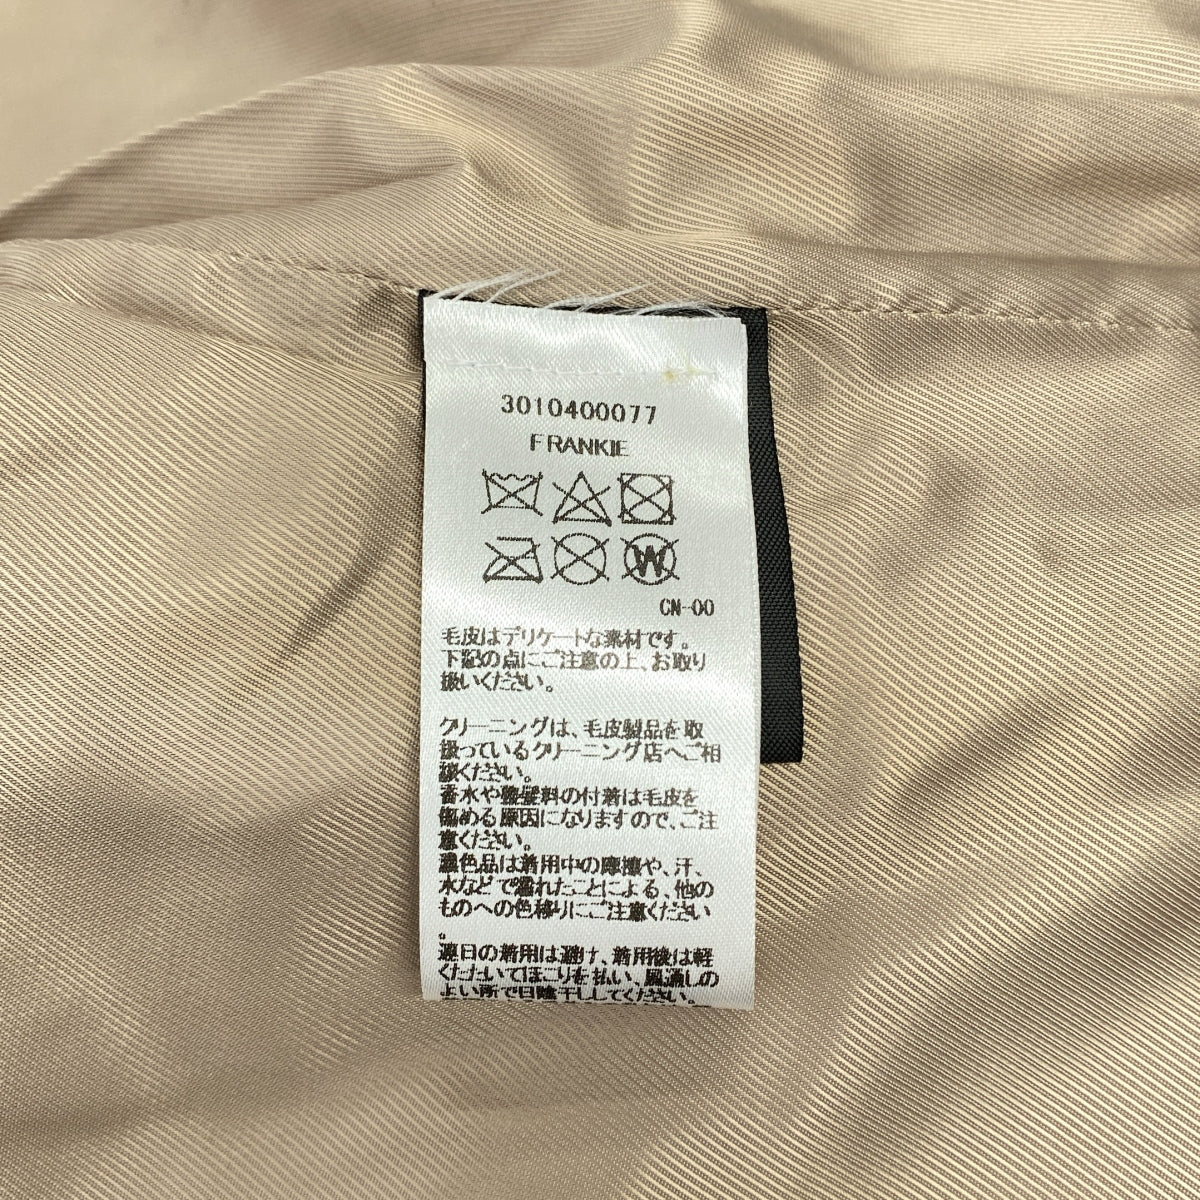 3010400077
FRANKIE
W
CN-00
毛皮はデリケートな素材です。
下記の点にご注意の上、お取り
扱いください。
クリーニングは、毛皮製品を取
扱っているクリーニング店へご相
談ください。
香水や整髪料の付着は毛皮を
傷める原因になりますので、ご注
意ください。
濃色品は着用中の摩擦や、汗、
水などで濡れたことによる、他の
ものへの色移りにご注意ください
。
連日の着用は避け、着用後は軽
くたたいてほこりを払い、風通しの
よい所で日陰干ししてください。